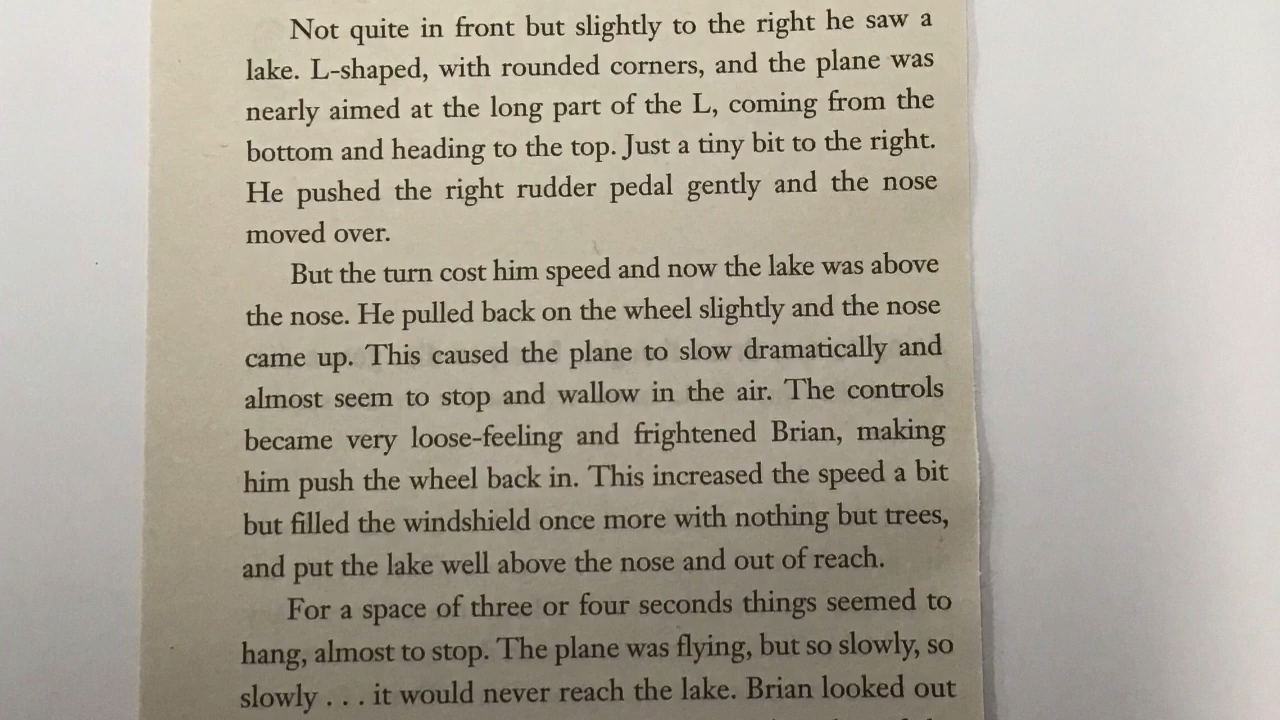 Not quite in front but slightly to the right he saw a
lake. L-shaped, with rounded corners, and the plane was
nearly aimed at the long part of the L, coming from the
bottom and heading to the top. Just a tiny bit to the right.
He pushed the right rudder pedal gently and the nose
moved over.
But the turn cost him speed and now the lake was above
the nose. He pulled back on the wheel slightly and the nose
came up. This caused the plane to slow dramatically and
almost seem to stop and wallow in the air. The controls
became very loose-feeling and frightened Brian, making
him push the wheel back in. This increased the speed a bit
but filled the windshield once more with nothing but trees,
and put the lake well above the nose and out of reach.
For a space of three or four seconds things seemed to
hang, almost to stop. The plane was flying, but so slowly, so
slowly . . . it would never reach the lake. Brian looked out